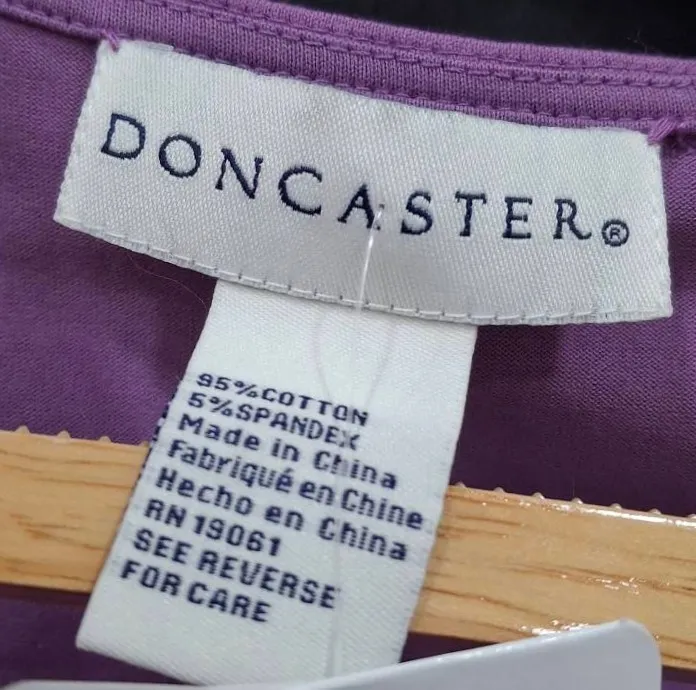 DONCASTER®
95%COTTON
5%SPANDEX
Made in China
Fabriqué en Chine
Hecho en China
RN 19061
SEE REVERSE
FOR CARE